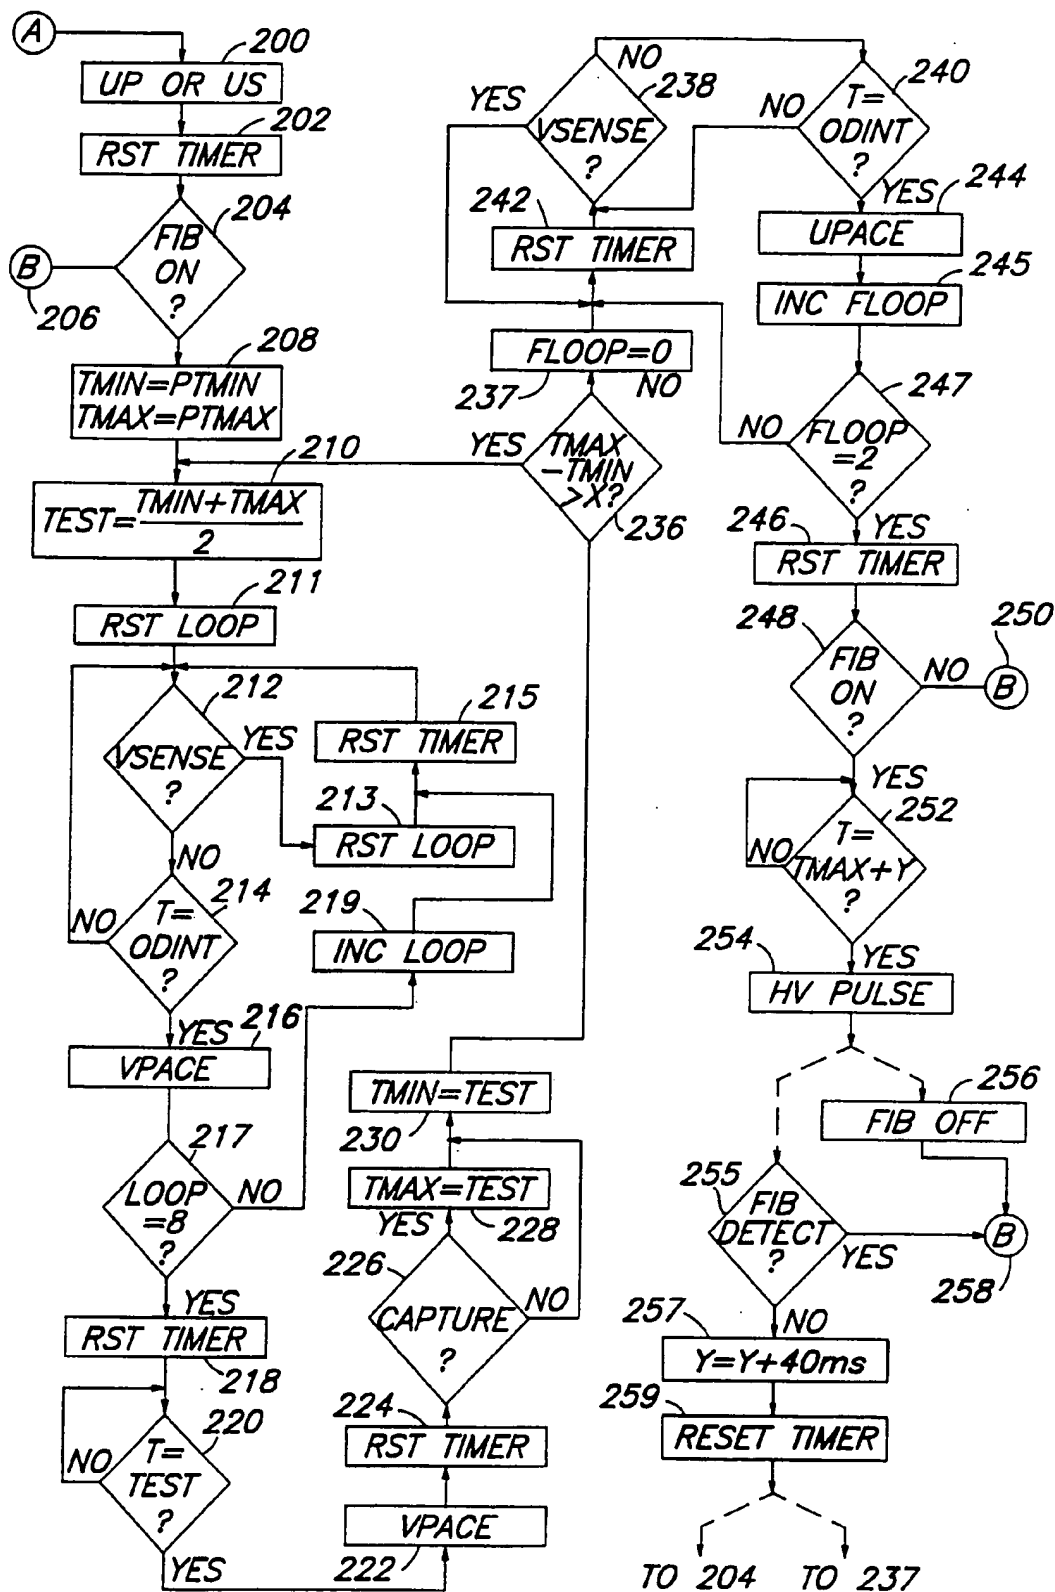 A
200
UP OR US
202
RST TIMER
204
FIB
ON
?
B
206
208
TMIN=PTMIN
TMAX=PTMAX
210
TEST=TMIN+TMAX
2
211
RST LOOP
212
VSENSE
?
YES
NO
215
RST TIMER
213
RST LOOP
214
T=
ODINT
?
NO
YES
219
INC LOOP
216
VPACE
217
LOOP
=8
?
NO
YES
RST TIMER
218
220
T=
TEST
?
NO
YES
VPACE
222
224
RST TIMER
226
CAPTURE
?
NO
YES
TMAX=TEST
228
TMIN=TEST
230
TMAX
-TMIN
>X?
236
YES
NO
FLOOP=0
237
242
RST TIMER
238
VSENSE
?
YES
NO
240
T=
ODINT
?
NO
YES
244
UPACE
245
INC FLOOP
247
FLOOP
=2
?
NO
YES
246
RST TIMER
248
FIB
ON
?
NO
250
B
YES
252
T=
TMAX+Y
?
NO
YES
254
HV PULSE
256
FIB OFF
255
FIB
DETECT
?
YES
B
258
NO
257
Y=Y+40ms
259
RESET TIMER
TO 204
TO 237